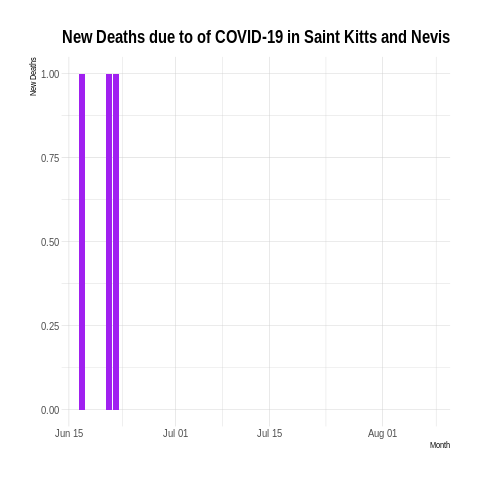 New Deaths due to of COVID-19 in Saint Kitts and Nevis
New Deaths
1.00
0.75
0.50
0.25
0.00
Jun 15
Jul 01
Jul 15
Aug 01
Month